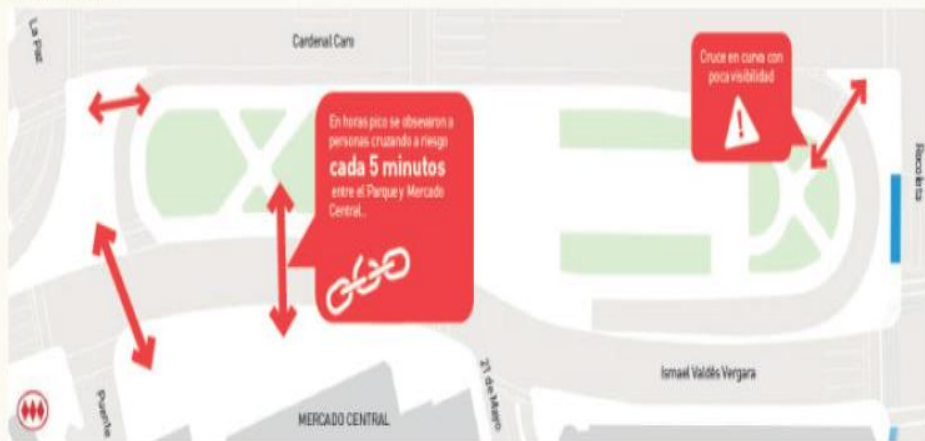 La Paz
Cardenal Caro
Cruce en curva con
poca visibilidad
En horas pico se obsevaron a
personas cruzando a riesgo
cada 5 minutos
entre el Parque y Mercado
Central..
Recoleta
Ismael Valdés Vergara
21 de Mayo
Puente
MERCADO CENTRAL